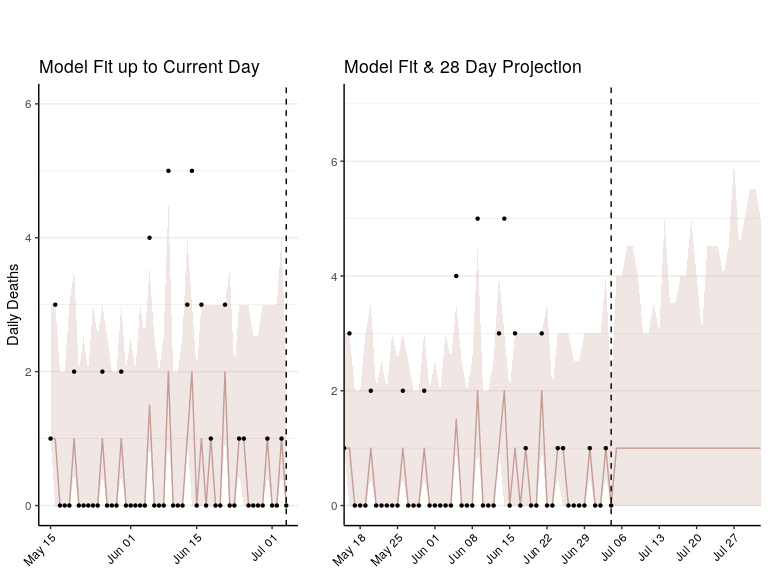 Model Fit up to Current Day
Model Fit & 28 Day Projection
Daily Deaths
6
4
2
0
May 15
Jun 01
Jun 15
Jul 01
6
4
2
0
May 18
May 25
Jun 01
Jun 08
Jun 15
Jun 22
Jun 29
Jul 06
Jul 13
Jul 20
Jul 27